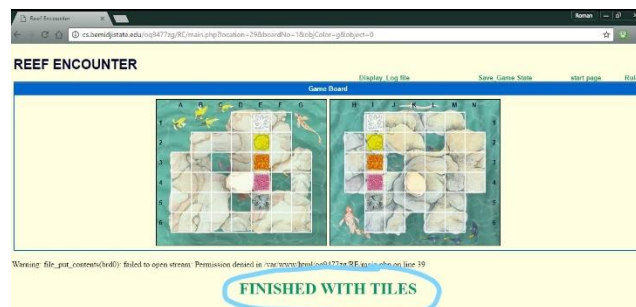 Reef Encounter
Roman
cs.bemidjistate.edu/oq9477zg/RE/main.php?location=29&boardNo=1&objColor=g&object=0
REEF ENCOUNTER
Display Log file Save Game State start page Rul
Game Board
A B C D E F G H I J K L M N
1 1
2 2
3 3
4 4
5 5
6 6
Warning: file_put_contents(brd0): failed to open stream: Permission denied in /var/www/html/oq9477zg/RE/main.php on line 39
FINISHED WITH TILES